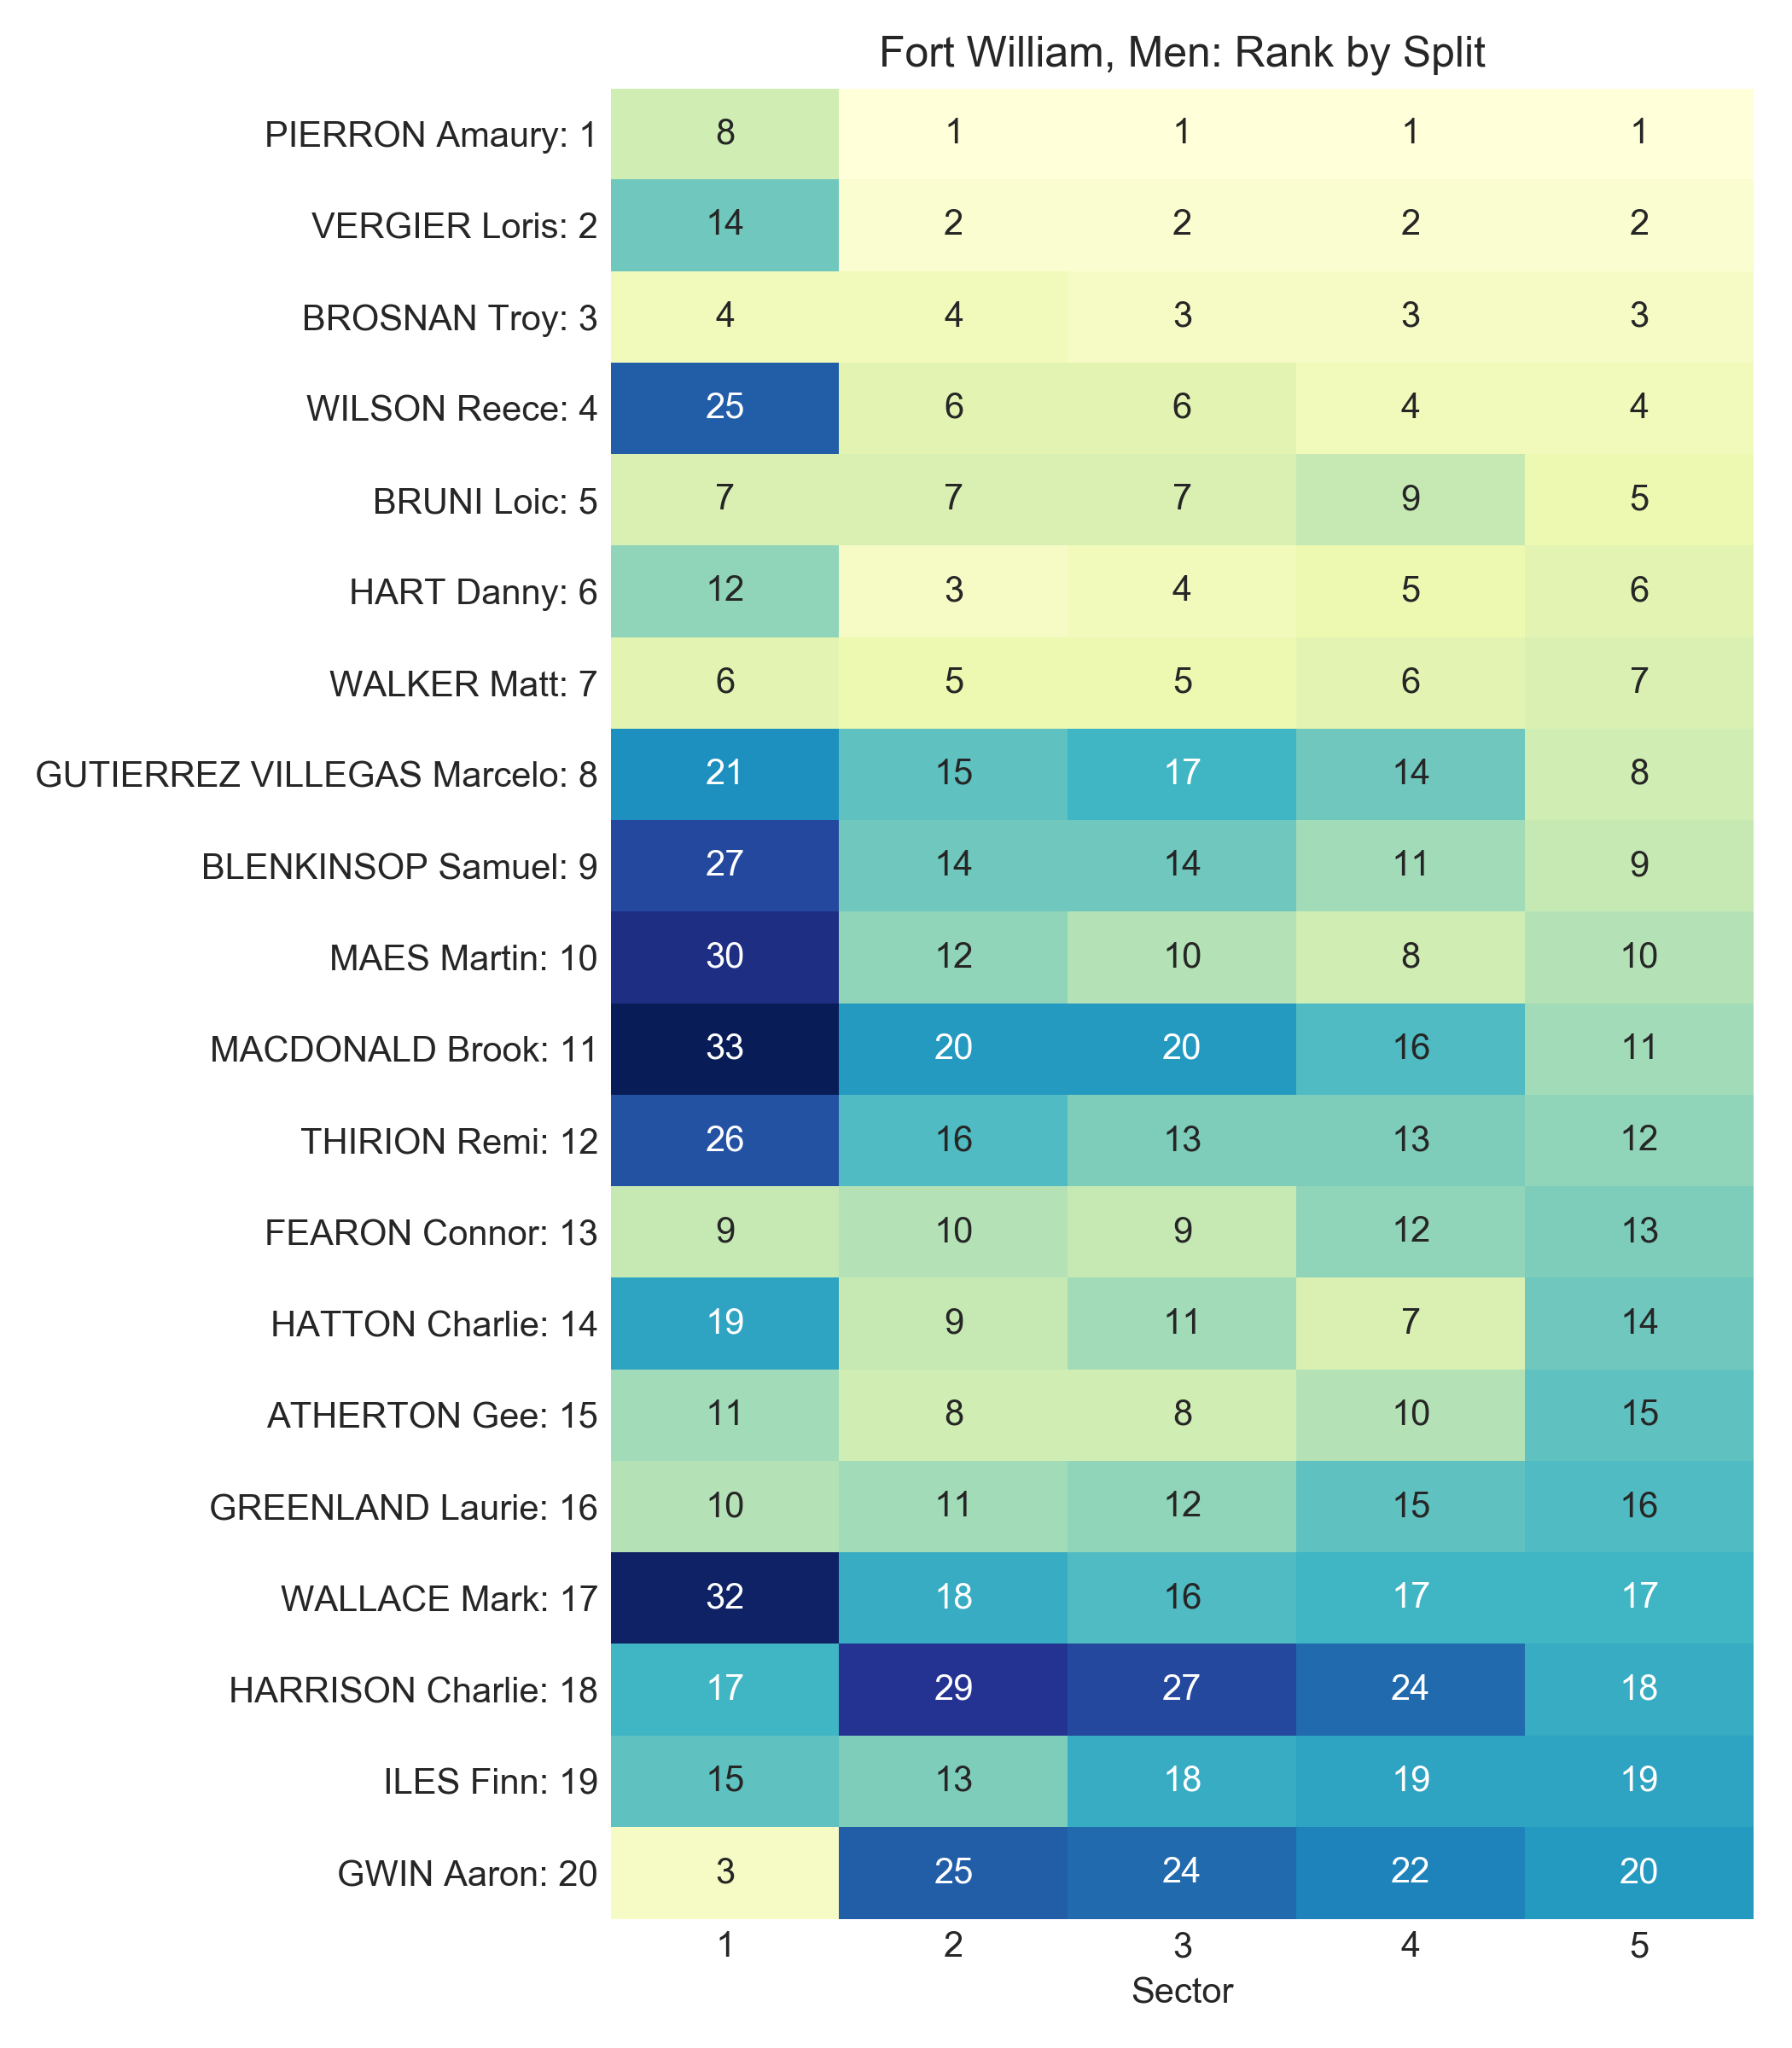 Fort William, Men: Rank by Split
PIERRON Amaury: 1 8 1 1 1 1
VERGIER Loris: 2 14 2 2 2 2
BROSNAN Troy: 3 4 4 3 3 3
WILSON Reece: 4 25 6 6 4 4
BRUNI Loic: 5 7 7 7 9 5
HART Danny: 6 12 3 4 5 6
WALKER Matt: 7 6 5 5 6 7
GUTIERREZ VILLEGAS Marcelo: 8 21 15 17 14 8
BLENKINSOP Samuel: 9 27 14 14 11 9
MAES Martin: 10 30 12 10 8 10
MACDONALD Brook: 11 33 20 20 16 11
THIRION Remi: 12 26 16 13 13 12
FEARON Connor: 13 9 10 9 12 13
HATTON Charlie: 14 19 9 11 7 14
ATHERTON Gee: 15 11 8 8 10 15
GREENLAND Laurie: 16 10 11 12 15 16
WALLACE Mark: 17 32 18 16 17 17
HARRISON Charlie: 18 17 29 27 24 18
ILES Finn: 19 15 13 18 19 19
GWIN Aaron: 20 3 25 24 22 20
1 2 3 4 5
Sector